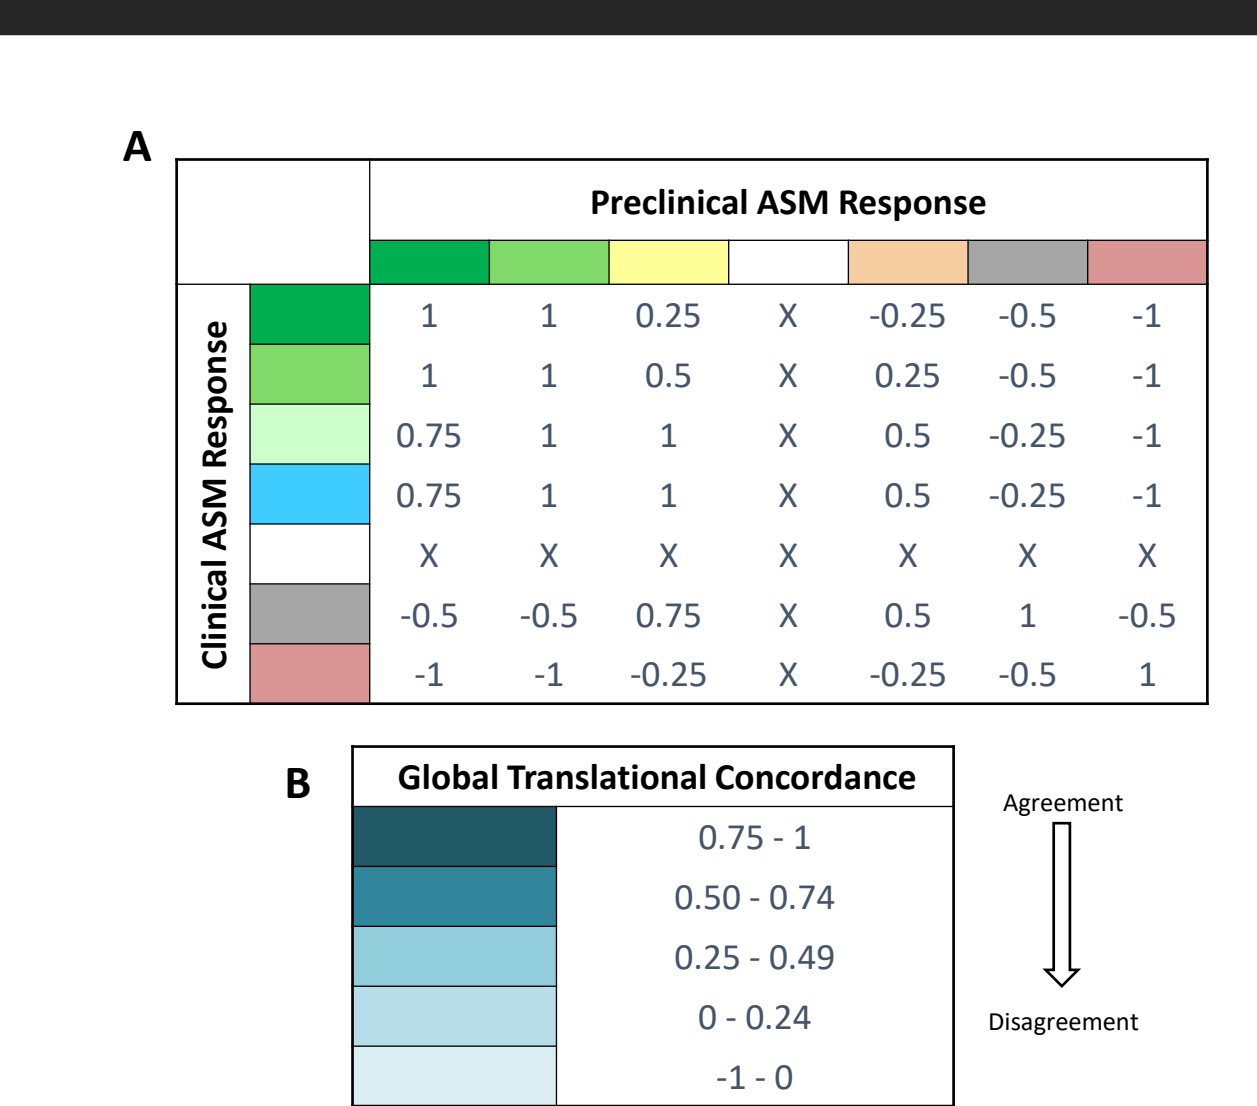 A
Preclinical ASM Response
Clinical ASM Response
1 1 0.25 X -0.25 -0.5 -1
1 1 0.5 X 0.25 -0.5 -1
0.75 1 1 X 0.5 -0.25 -1
0.75 1 1 X 0.5 -0.25 -1
X X X X X X X
-0.5 -0.5 0.75 X 0.5 1 -0.5
-1 -1 -0.25 X -0.25 -0.5 1
B
Global Translational Concordance
0.75 - 1
0.50 - 0.74
0.25 - 0.49
0 - 0.24
-1 - 0
Agreement
Disagreement